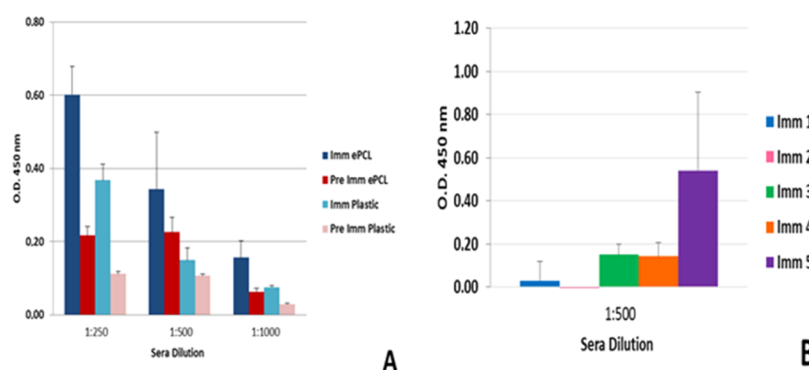 0.80
0.60
0.40
0.20
0.00
O.D. 450 nm
1:250 1:500 1:1000
Sera Dilution
Imm ePCL
Pre Imm ePCL
Imm Plastic
Pre Imm Plastic
A
1.20
1.00
0.80
0.60
0.40
0.20
0.00
O.D. 450 nm
1:500
Sera Dilution
Imm 1
Imm 2
Imm 3
Imm 4
Imm 5
B